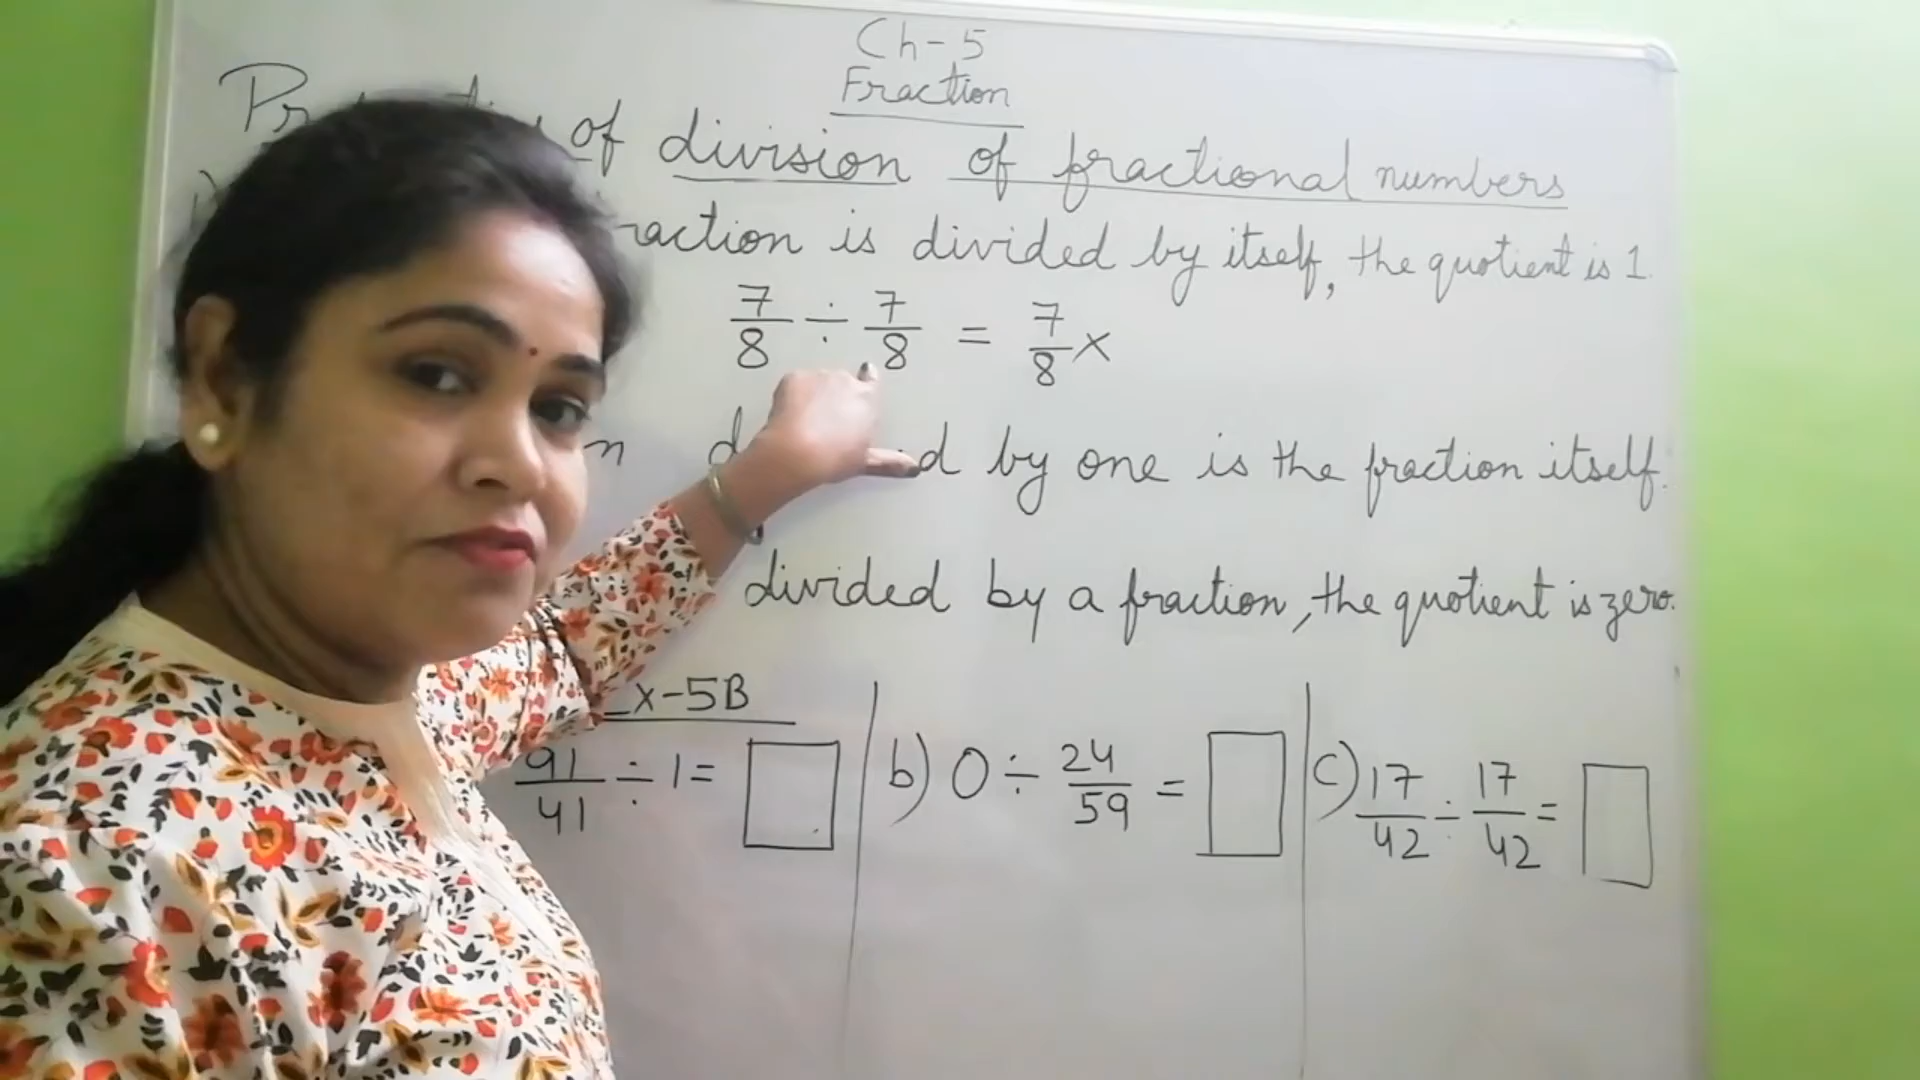 Ch-5
Fraction
of division of fractional numbers
is divided by itself, the quotient is 1.
7/8 ÷ 7/8 = 7/8 ×
by one is the fraction itself.
divided by a fraction, the quotient is zero.
x-5B
91/41 ÷ 1 =
b) 0 ÷ 24/59 =
c) 17/42 ÷ 17/42 =